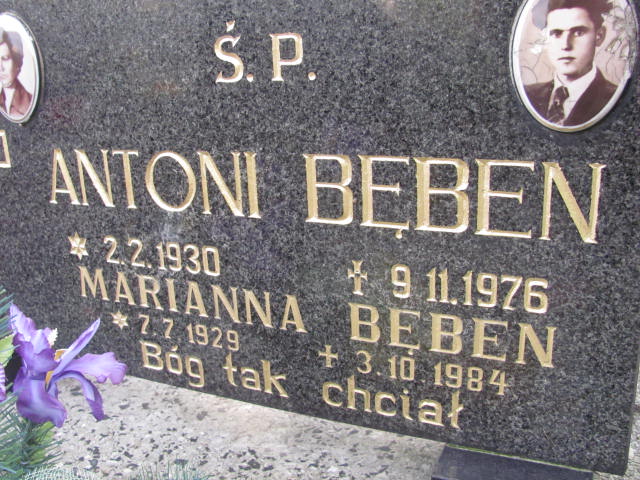 Ś. P.
ANTONI BĘBEN
2.2.1930 9 11.1976
MARIANNA BĘBEN
7.7 1929 3.10 1984
Bóg tak chciał